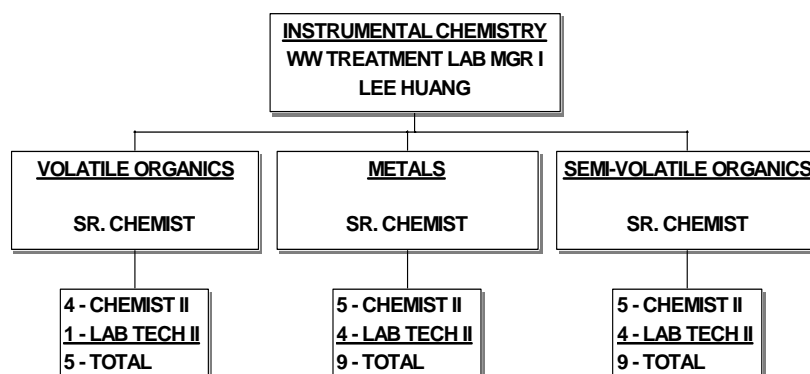 INSTRUMENTAL CHEMISTRY
WW TREATMENT LAB MGR I
LEE HUANG
VOLATILE ORGANICS
SR. CHEMIST
METALS
SR. CHEMIST
SEMI-VOLATILE ORGANICS
SR. CHEMIST
4 - CHEMIST II
1 - LAB TECH II
5 - TOTAL
5 - CHEMIST II
4 - LAB TECH II
9 - TOTAL
5 - CHEMIST II
4 - LAB TECH II
9 - TOTAL